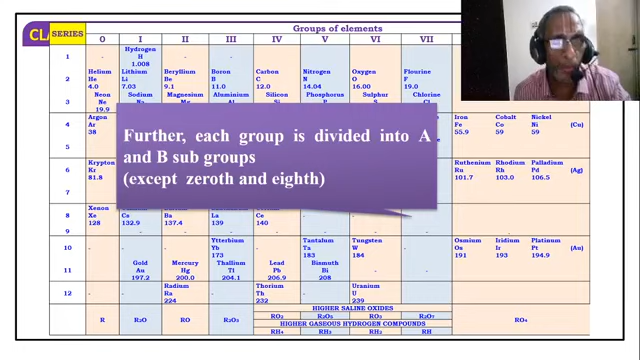 CL
SERIES
Groups of elements
0 I II III IV V VI VII
1 - Hydrogen H 1.008 - -
2 Helium He 4.0 Lithium Li 7.03 Beryllium Be 9.1 Boron B 11.0 Carbon C 12.0 Nitrogen N 14.04 Oxygen O 16.00 Flourine F 19.0
3 Neon Ne 19.9 Sodium Na Magnesium Aluminium Silicon Phosphorus Sulphur Chlorine
4 Argon Ar 38 Iron Fe 55.9 Cobalt Co 59 Nickel Ni 59 (Cu)
5
Further, each group is divided into A
and B sub groups
(except zeroth and eighth)
6 Krypton Kr 81.8 Ruthenium Ru 101.7 Rhodium Rh 103.0 Palladium Pd 106.5 (Ag)
7
8 Xenon Xe 128 Cs 132.9 Ba 137.4 La 139 Ce 140 - - -
9 - - - - - - - -
10 - - - Ytterbium Yb 173 - Tantalum Ta 183 Tungsten W 184 - Osmium Os 191 Iridium Ir 193 Platinum Pt 194.9 (Au)
11 Gold Au 197.2 Mercury Hg 200.0 Thallium Tl 204.1 Lead Pb 206.9 Bismuth Bi 208 - -
12 - - Radium Ra 224 - Thorium Th 232 - Uranium U 239
HIGHER SALINE OXIDES
R R2O RO R2O3 RO2 R2O5 RO3 R2O7 RO4
HIGHER GASEOUS HYDROGEN COMPOUNDS
RH4 RH3 RH2 RH